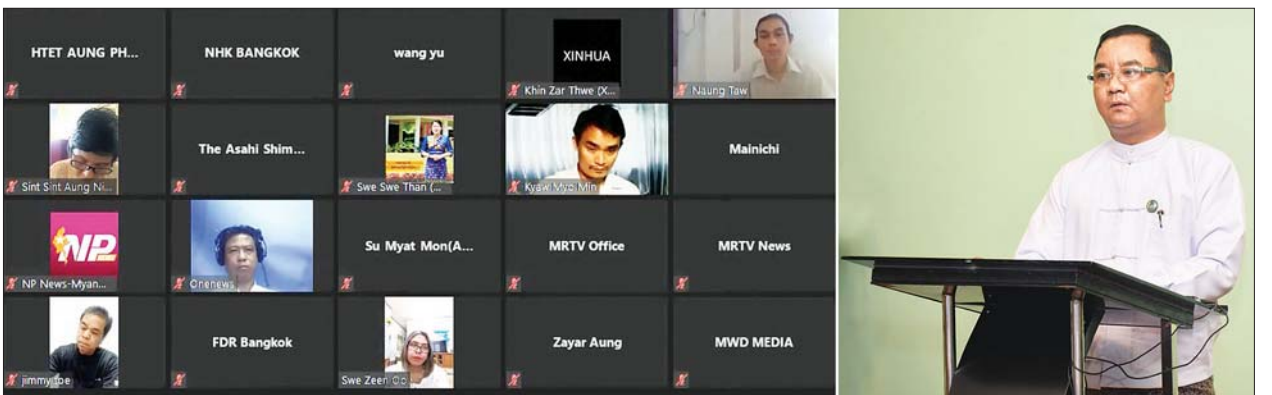 HTET AUNG PH...
NHK BANGKOK
wang yu
XINHUA
Khin Zar Thwe (X...
Naung Taw
Sint Sint Aung
The Asahi Shim...
Swe Swe Than (...
Kyaw Myo Min
Mainichi
NP
NP News-Myan...
Onenews
Su Myat Mon(A...
MRTV Office
MRTV News
jimmy toe
FDR Bangkok
Swe Zeen
Zayar Aung
MWD MEDIA